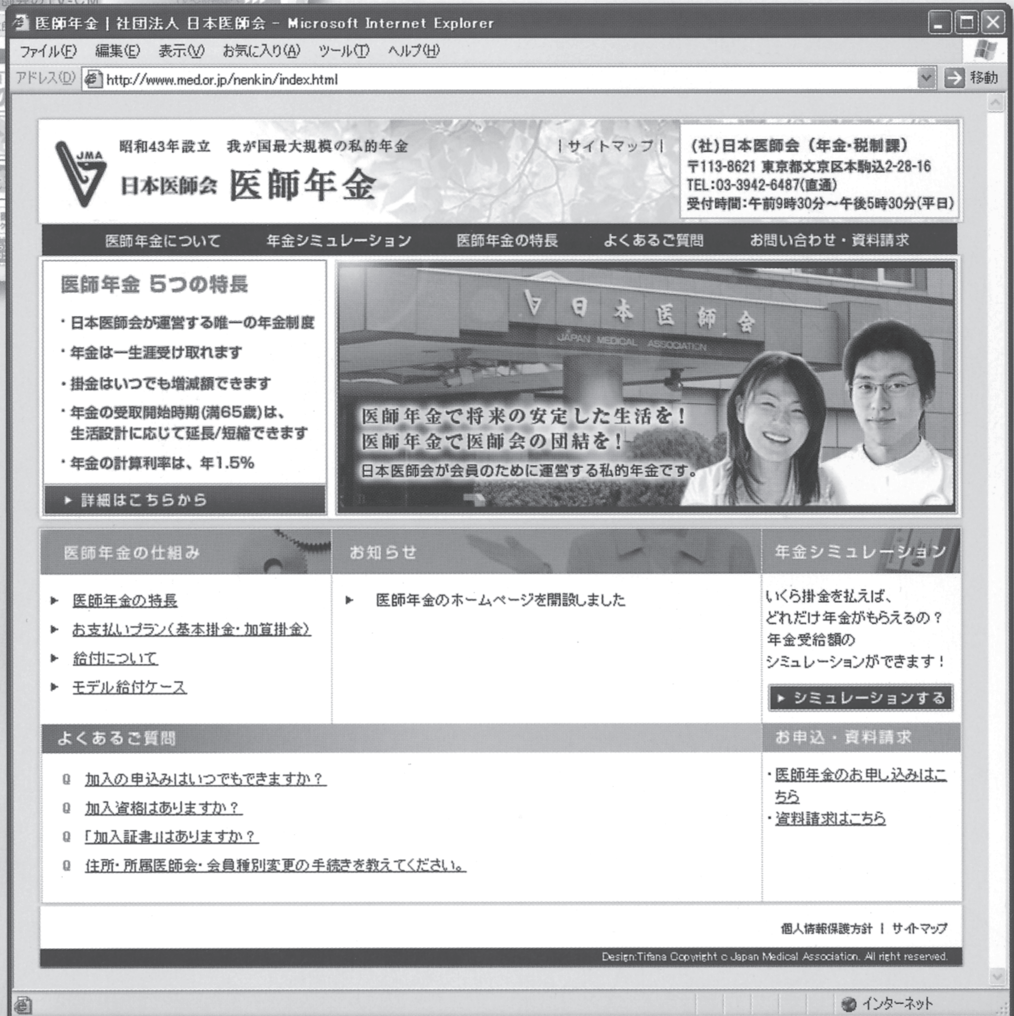 医師年金 | 社団法人 日本医師会 - Microsoft Internet Explorer
ファイル(F) 編集(E) 表示(V) お気に入り(A) ツール(T) ヘルプ(H)
アドレス(D) http://www.med.or.jp/nenkin/index.html 移動
JMA
昭和43年設立 我が国最大規模の私的年金
日本医師会 医師年金
| サイトマップ |
(社)日本医師会 (年金・税制課)
〒113-8621 東京都文京区本駒込2-28-16
TEL:03-3942-6487(直通)
受付時間:午前9時30分〜午後5時30分(平日)
医師年金について 年金シミュレーション 医師年金の特長 よくあるご質問 お問い合わせ・資料請求
医師年金 5つの特長
・日本医師会が運営する唯一の年金制度
・年金は一生涯受け取れます
・掛金はいつでも増減額できます
・年金の受取開始時期(満65歳)は、
生活設計に応じて延長/短縮できます
・年金の計算利率は、年1.5%
詳細はこちらから
日本医師会
JAPAN MEDICAL ASSOCIATION
医師年金で将来の安定した生活を!
医師年金で医師会の団結を!
日本医師会が会員のために運営する私的年金です。
医師年金の仕組み
医師年金の特長
お支払いプラン(基本掛金・加算掛金)
給付について
モデル給付ケース
お知らせ
医師年金のホームページを開設しました
年金シミュレーション
いくら掛金を払えば、
どれだけ年金がもらえるの?
年金受給額の
シミュレーションができます!
シミュレーションする
よくあるご質問
Q 加入の申込みはいつでもできますか?
Q 加入資格はありますか?
Q 「加入証書」はありますか?
Q 住所・所属医師会・会員種別変更の手続きを教えてください。
お申込・資料請求
・医師年金のお申し込みはこ
ちら
・資料請求はこちら
個人情報保護方針 | サイトマップ
Design:Tifana Copyright c Japan Medical Association. All right reserved.
インターネット